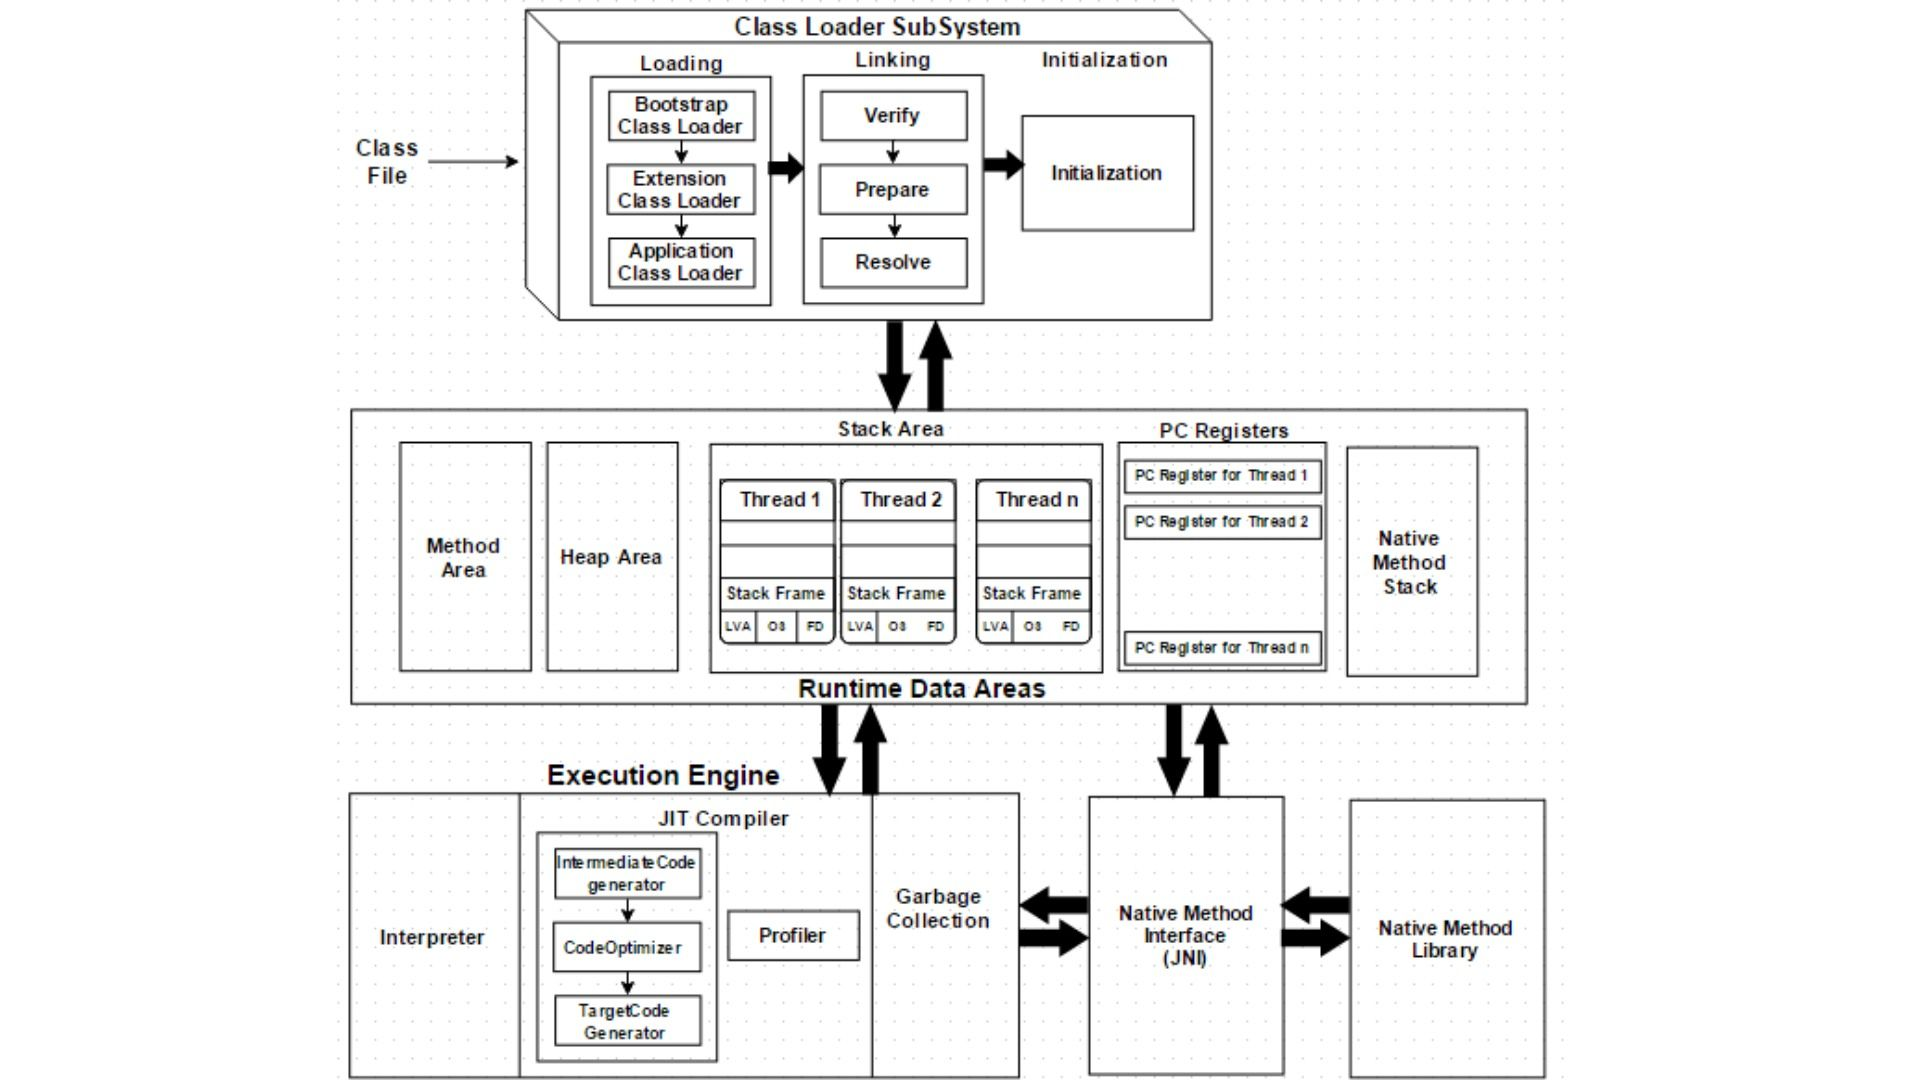 Class Loader SubSystem
Loading
Linking
Initialization
Bootstrap
Class Loader
Extension
Class Loader
Application
Class Loader
Verify
Prepare
Resolve
Initialization
Class
File
Stack Area
PC Registers
Method
Area
Heap Area
Thread 1
Thread 2
Thread n
Stack Frame
Stack Frame
Stack Frame
LVA OS FD
LVA OS FD
LVA OS FD
PC Register for Thread 1
PC Register for Thread 2
PC Register for Thread n
Native
Method
Stack
Runtime Data Areas
Execution Engine
Interpreter
JIT Compiler
IntermediateCode
generator
CodeOptimizer
TargetCode
Generator
Profiler
Garbage
Collection
Native Method
Interface
(JNI)
Native Method
Library